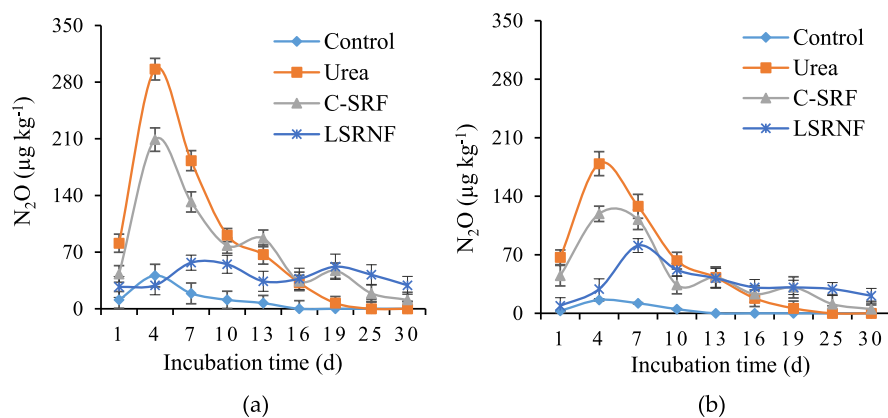 350
280
210
140
70
0
N₂O (µg kg⁻¹)
Control
Urea
C-SRF
LSRNF
1 4 7 10 13 16 19 25 30
Incubation time (d)
(a)
350
280
210
140
70
0
N₂O (µg kg⁻¹)
Control
Urea
C-SRF
LSRNF
1 4 7 10 13 16 19 25 30
Incubation time (d)
(b)